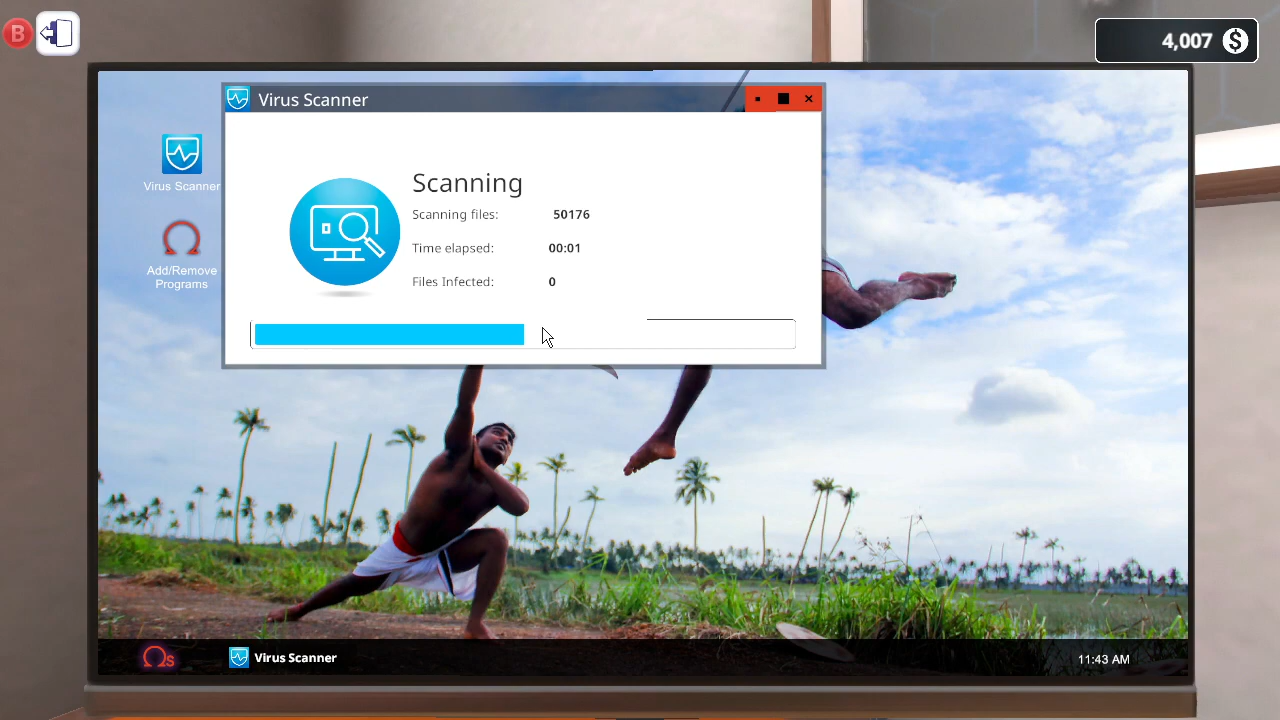 B
4,007 $
Virus Scanner
Virus Scanner
Add/Remove
Programs
Scanning
Scanning files: 50176
Time elapsed: 00:01
Files Infected: 0
Ωs
Virus Scanner
11:43 AM